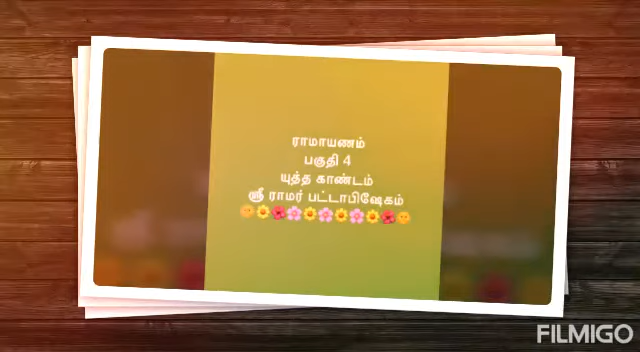 ராமாயணம்
பகுதி 4
யுத்த காண்டம்
ஸ்ரீ ராமர் பட்டாபிஷேகம்
FILMIGO